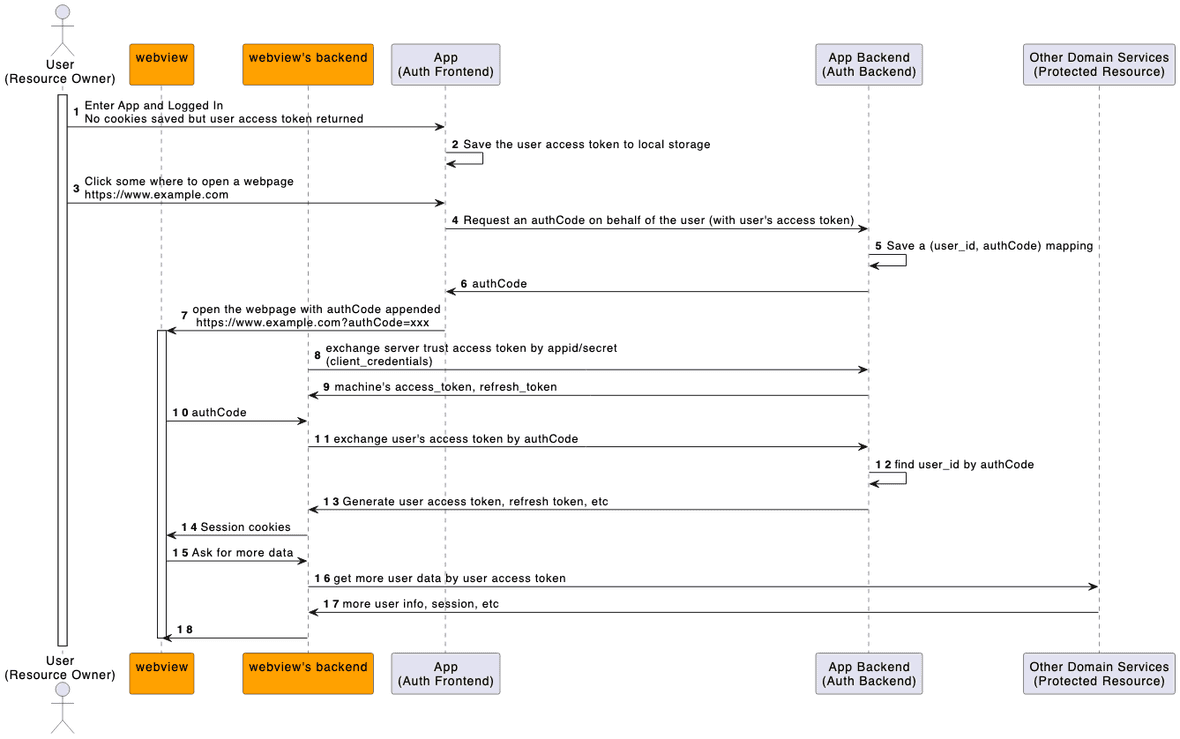 User
(Resource Owner)
webview
webview's backend
App
(Auth Frontend)
App Backend
(Auth Backend)
Other Domain Services
(Protected Resource)
1 Enter App and Logged In
No cookies saved but user access token returned
2 Save the user access token to local storage
3 Click some where to open a webpage
https://www.example.com
4 Request an authCode on behalf of the user (with user's access token)
5 Save a (user_id, authCode) mapping
6 authCode
7 open the webpage with authCode appended
https://www.example.com?authCode=xxx
8 exchange server trust access token by appid/secret
(client_credentials)
9 machine's access_token, refresh_token
10 authCode
11 exchange user's access token by authCode
12 find user_id by authCode
13 Generate user access token, refresh token, etc
14 Session cookies
15 Ask for more data
16 get more user data by user access token
17 more user info, session, etc
18
User
(Resource Owner)
webview
webview's backend
App
(Auth Frontend)
App Backend
(Auth Backend)
Other Domain Services
(Protected Resource)